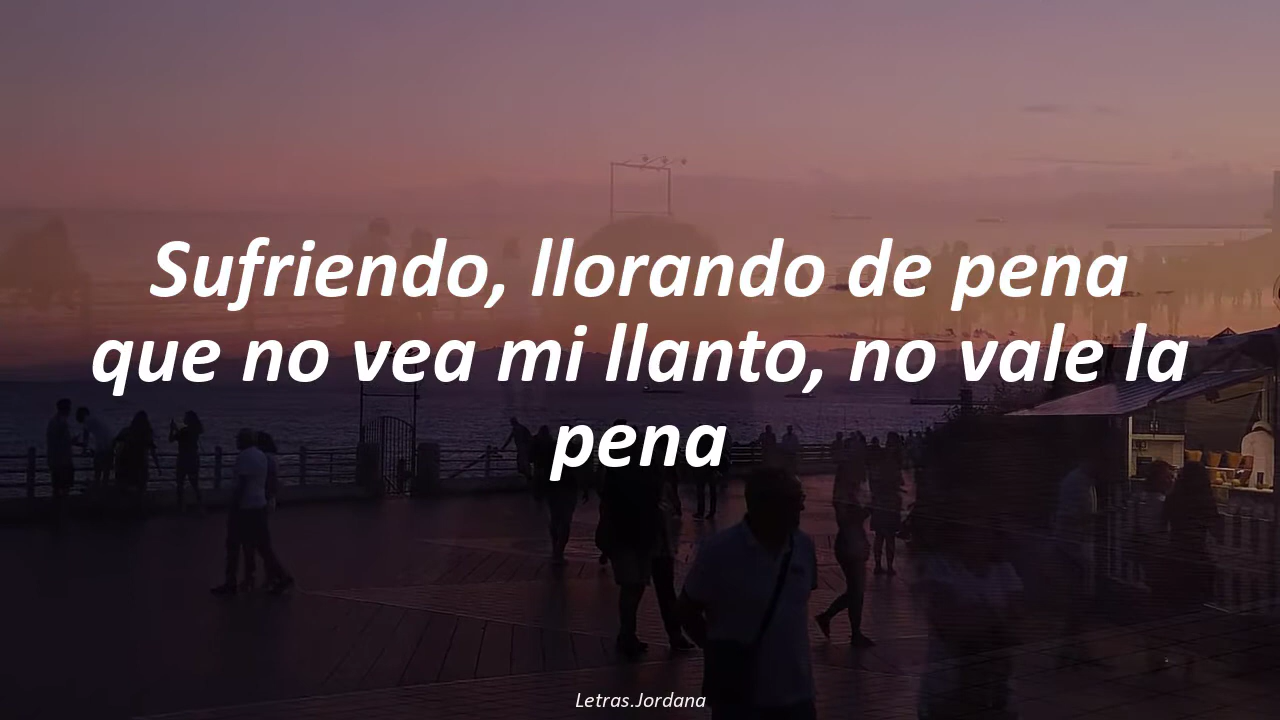 Sufriendo, llorando de pena
que no vea mi llanto, no vale la
pena
Letras.Jordana